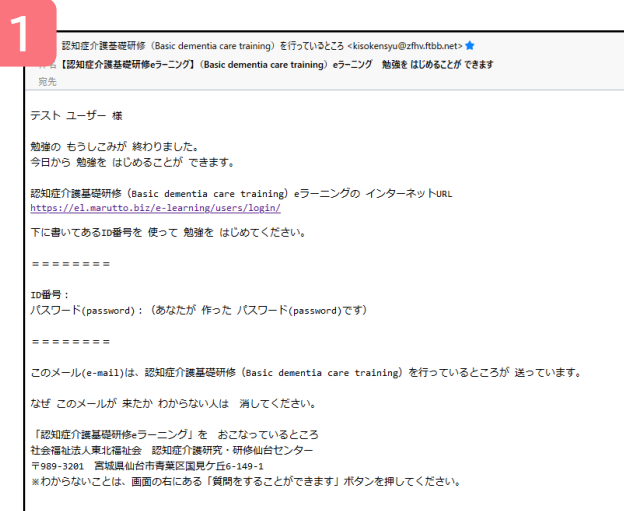 1
認知症介護基礎研修（Basic dementia care training）を行っているところ <kisokensyu@zfhv.ftbb.net>
【認知症介護基礎研修eラーニング】（Basic dementia care training）eラーニング　勉強を はじめることが できます
宛先
テスト ユーザー 様
勉強の もうしこみが 終わりました。
今日から 勉強を はじめることが できます。
認知症介護基礎研修（Basic dementia care training）eラーニングの インターネットURL
https://el.marutto.biz/e-learning/users/login/
下に書いてあるID番号を 使って 勉強を はじめてください。
＝＝＝＝＝＝＝＝
ID番号：
パスワード(password)：（あなたが 作った パスワード(password)です）
＝＝＝＝＝＝＝＝
このメール(e-mail)は、認知症介護基礎研修（Basic dementia care training）を行っているところが 送っています。
なぜ このメールが 来たか わからない人は　消してください。
「認知症介護基礎研修eラーニング」を　おこなっているところ
社会福祉法人東北福祉会　認知症介護研究・研修仙台センター
〒989-3201　宮城県仙台市青葉区国見ケ丘6-149-1
※わからないことは、画面の右にある「質問をすることができます」ボタンを押してください。